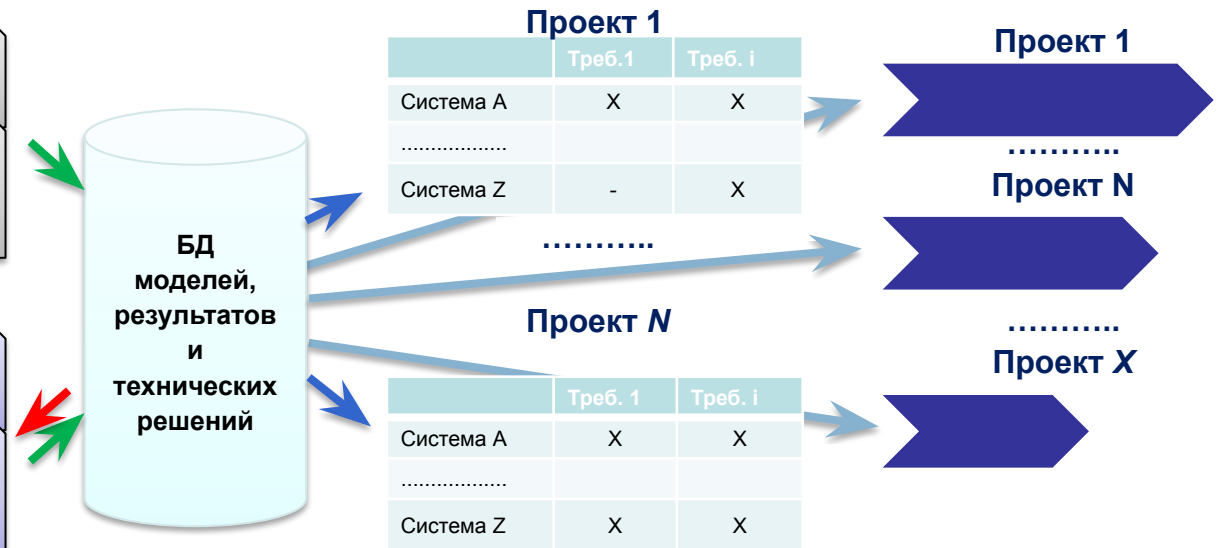 Проект 1
Треб.1 Треб. i
Система А X X
..................
Система Z - X
………..
Проект N
Треб. 1 Треб. i
Система А X X
..................
Система Z X X
БД
моделей,
результатов
и
технических
решений
Проект 1
………..
Проект N
………..
Проект X